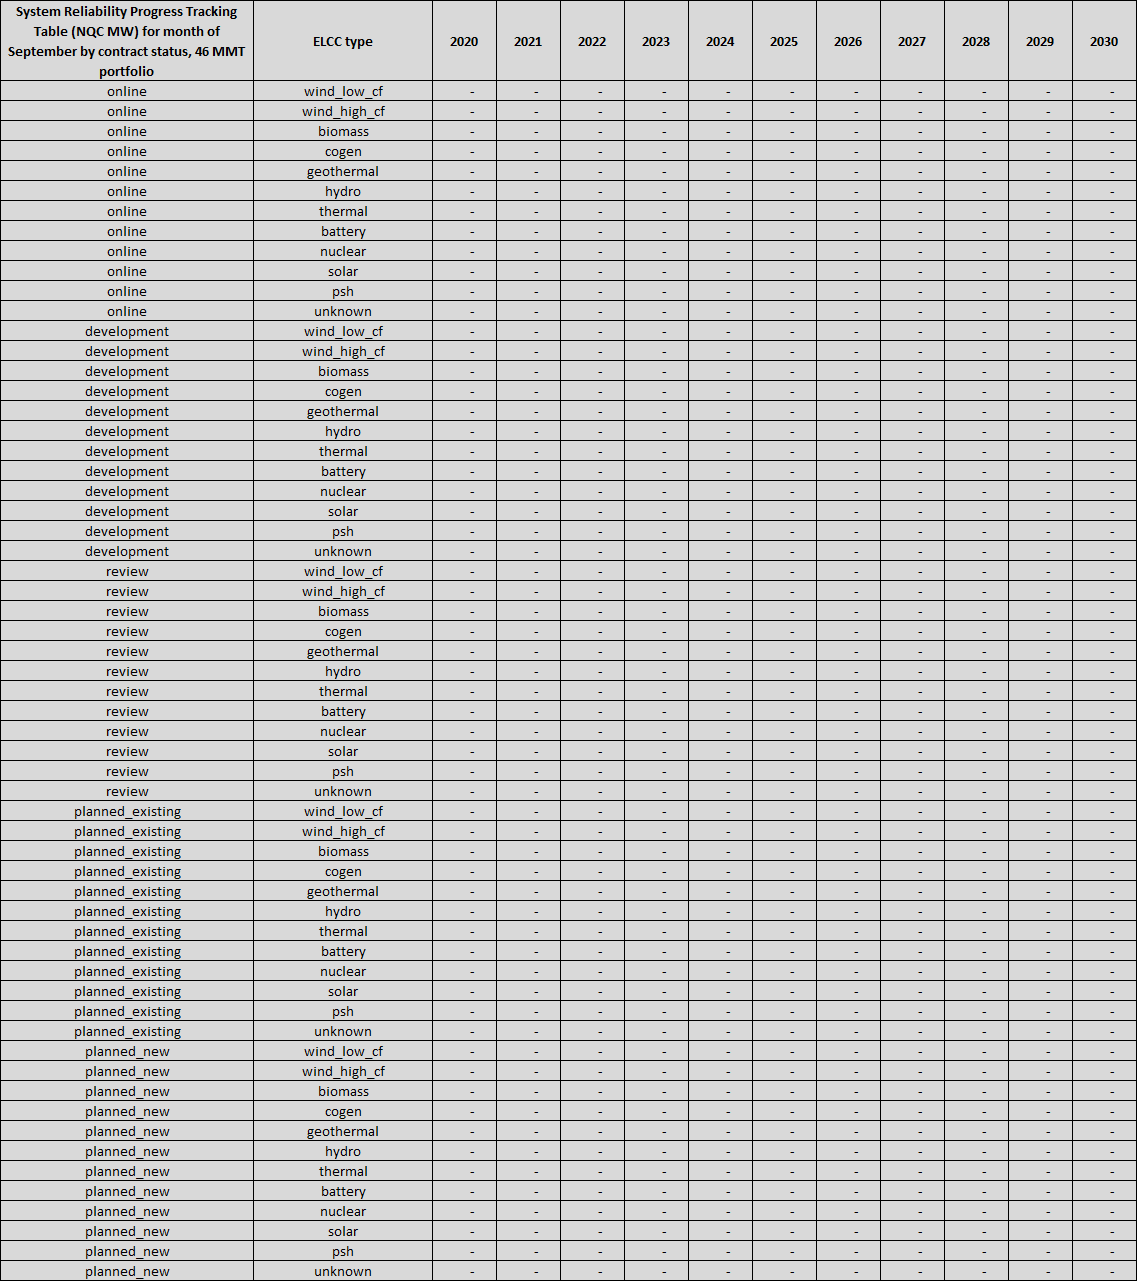 System Reliability Progress Tracking
Table (NQC MW) for month of
September by contract status, 46 MMT
portfolio
ELCC type 2020 2021 2022 2023 2024 2025 2026 2027 2028 2029 2030
online wind_low_cf - - - - - - - - - - -
online wind_high_cf - - - - - - - - - - -
online biomass - - - - - - - - - - -
online cogen - - - - - - - - - - -
online geothermal - - - - - - - - - - -
online hydro - - - - - - - - - - -
online thermal - - - - - - - - - - -
online battery - - - - - - - - - - -
online nuclear - - - - - - - - - - -
online solar - - - - - - - - - - -
online psh - - - - - - - - - - -
online unknown - - - - - - - - - - -
development wind_low_cf - - - - - - - - - - -
development wind_high_cf - - - - - - - - - - -
development biomass - - - - - - - - - - -
development cogen - - - - - - - - - - -
development geothermal - - - - - - - - - - -
development hydro - - - - - - - - - - -
development thermal - - - - - - - - - - -
development battery - - - - - - - - - - -
development nuclear - - - - - - - - - - -
development solar - - - - - - - - - - -
development psh - - - - - - - - - - -
development unknown - - - - - - - - - - -
review wind_low_cf - - - - - - - - - - -
review wind_high_cf - - - - - - - - - - -
review biomass - - - - - - - - - - -
review cogen - - - - - - - - - - -
review geothermal - - - - - - - - - - -
review hydro - - - - - - - - - - -
review thermal - - - - - - - - - - -
review battery - - - - - - - - - - -
review nuclear - - - - - - - - - - -
review solar - - - - - - - - - - -
review psh - - - - - - - - - - -
review unknown - - - - - - - - - - -
planned_existing wind_low_cf - - - - - - - - - - -
planned_existing wind_high_cf - - - - - - - - - - -
planned_existing biomass - - - - - - - - - - -
planned_existing cogen - - - - - - - - - - -
planned_existing geothermal - - - - - - - - - - -
planned_existing hydro - - - - - - - - - - -
planned_existing thermal - - - - - - - - - - -
planned_existing battery - - - - - - - - - - -
planned_existing nuclear - - - - - - - - - - -
planned_existing solar - - - - - - - - - - -
planned_existing psh - - - - - - - - - - -
planned_existing unknown - - - - - - - - - - -
planned_new wind_low_cf - - - - - - - - - - -
planned_new wind_high_cf - - - - - - - - - - -
planned_new biomass - - - - - - - - - - -
planned_new cogen - - - - - - - - - - -
planned_new geothermal - - - - - - - - - - -
planned_new hydro - - - - - - - - - - -
planned_new thermal - - - - - - - - - - -
planned_new battery - - - - - - - - - - -
planned_new nuclear - - - - - - - - - - -
planned_new solar - - - - - - - - - - -
planned_new psh - - - - - - - - - - -
planned_new unknown - - - - - - - - - - -